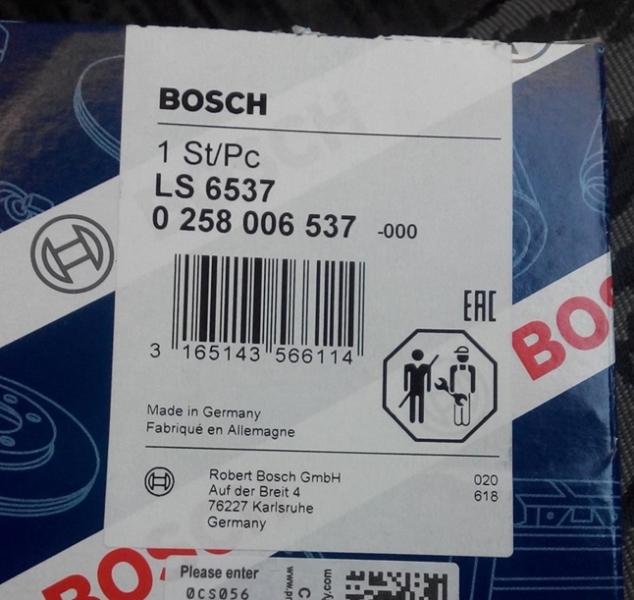 BOSCH
1 St/Pc
LS 6537
0 258 006 537 -000
3 165143 566114
EAC
BOS
Made in Germany
Fabriqué en Allemagne
Robert Bosch GmbH
Auf der Breit 4
76227 Karlsruhe
Germany
020
618
BO
Please enter
0CS056